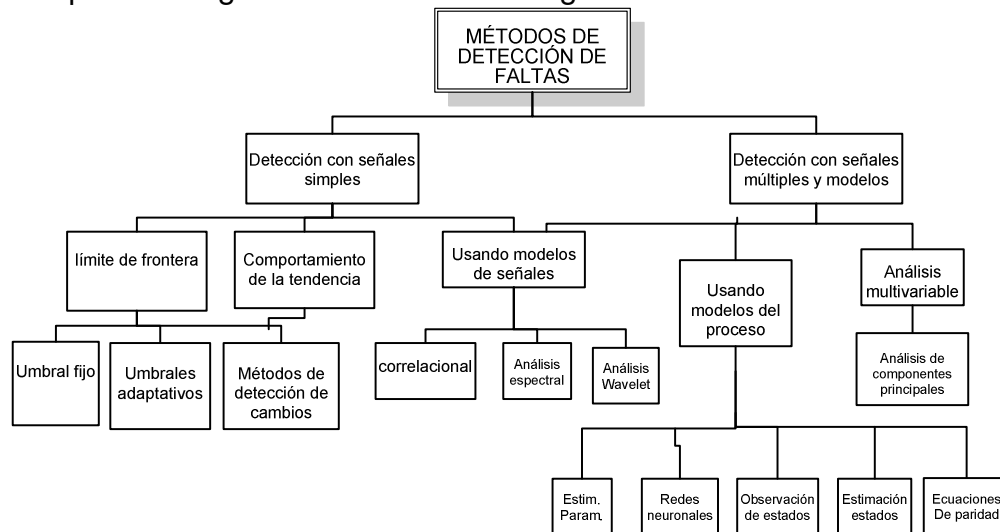 MÉTODOS DE
DETECCIÓN DE
FALTAS
Detección con señales
simples
Detección con señales
múltiples y modelos
límite de frontera
Comportamiento
de la tendencia
Usando modelos
de señales
Usando
modelos del
proceso
Análisis
multivariable
Umbral fijo
Umbrales
adaptativos
Métodos de
detección de
cambios
correlacional
Análisis
espectral
Análisis
Wavelet
Análisis de
componentes
principales
Estim.
Param.
Redes
neuronales
Observación
de estados
Estimación
estados
Ecuaciones
De paridad